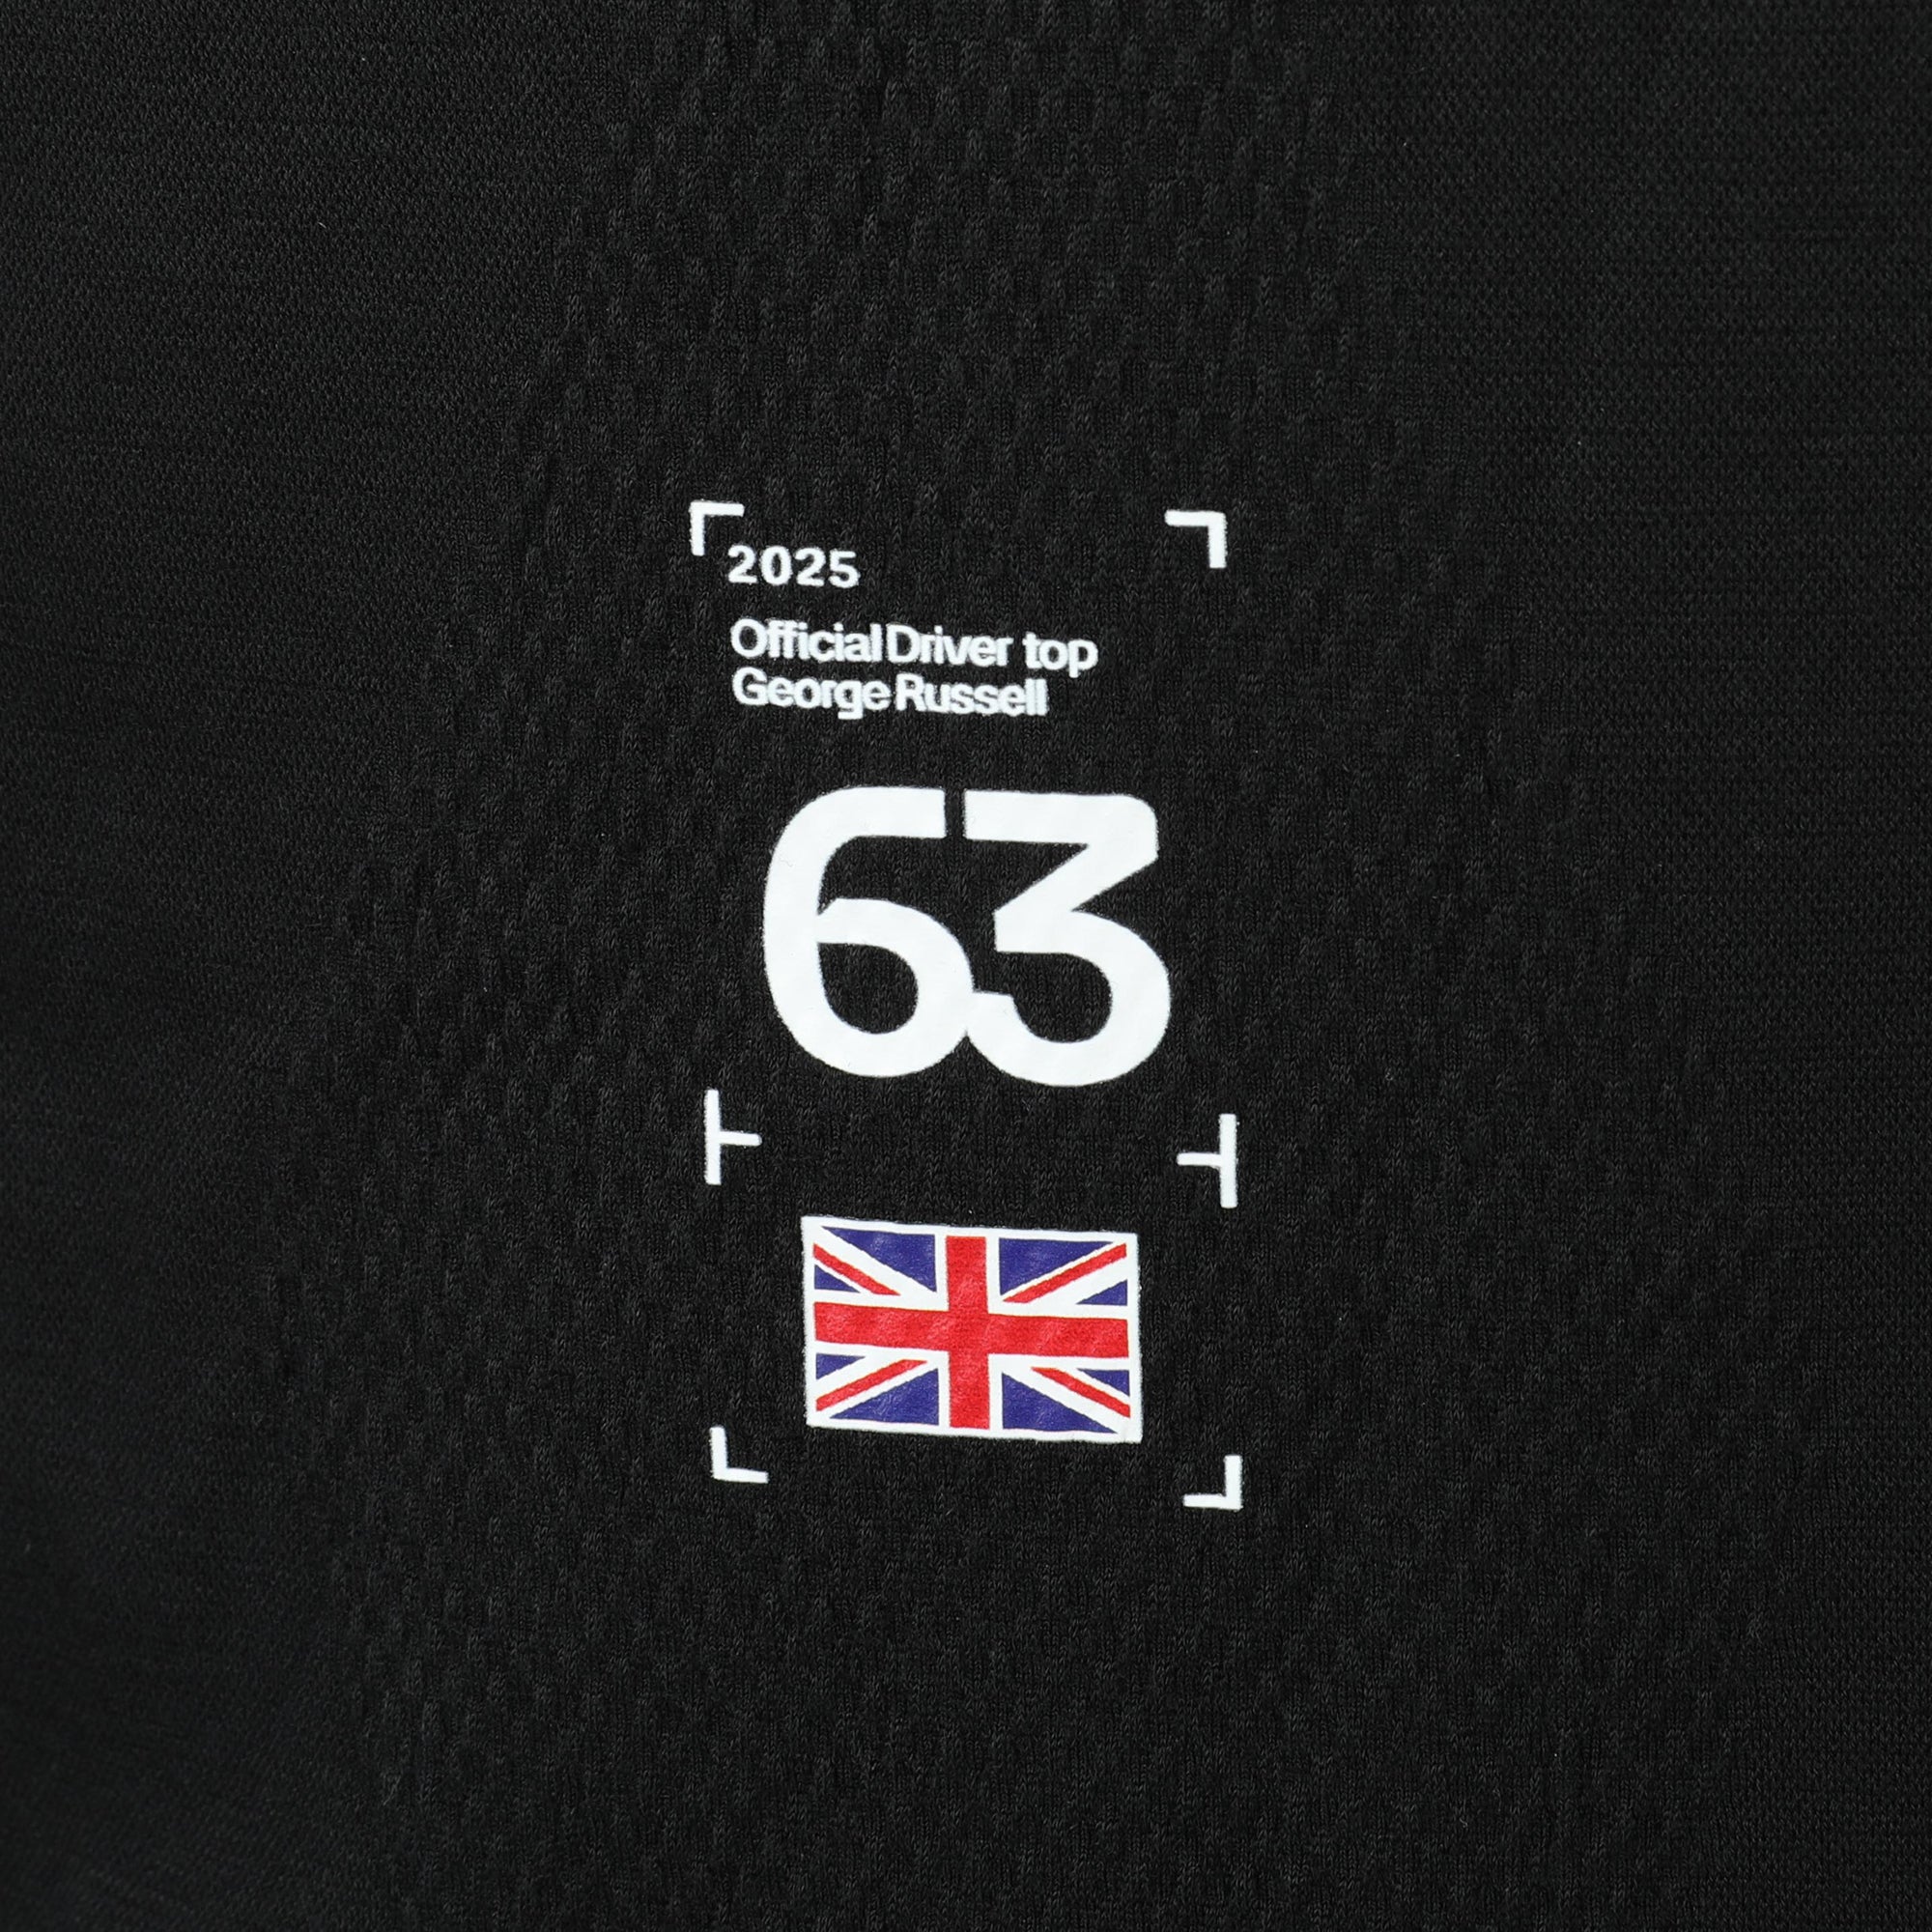 2025
Official Driver top
George Russell
63